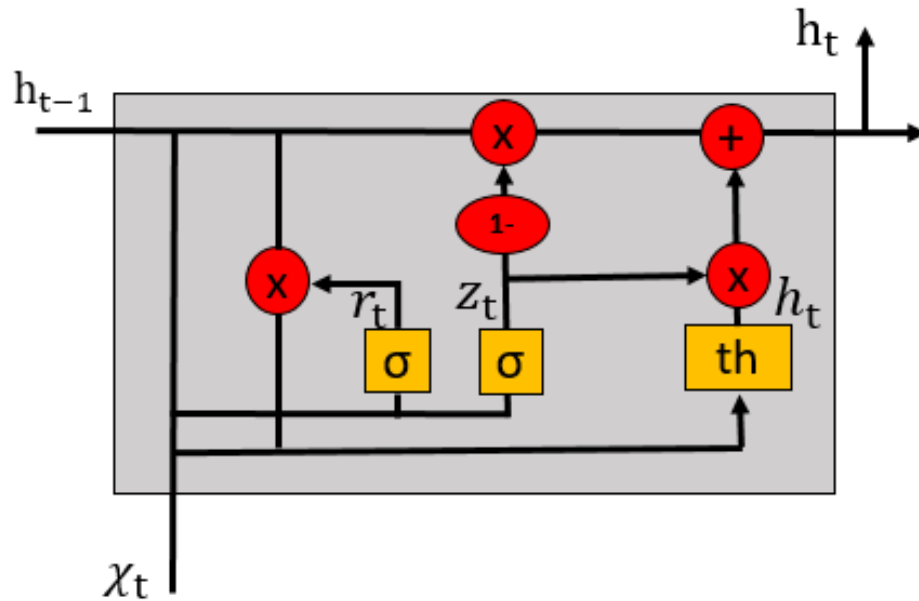 h_t
h_{t−1}
x +
1-
x x
r_t z_t h_t
σ σ th
χ_t